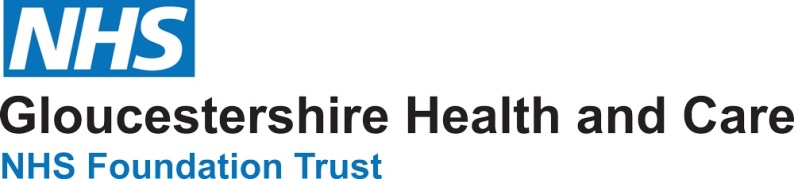 NHS
Gloucestershire Health and Care
NHS Foundation Trust